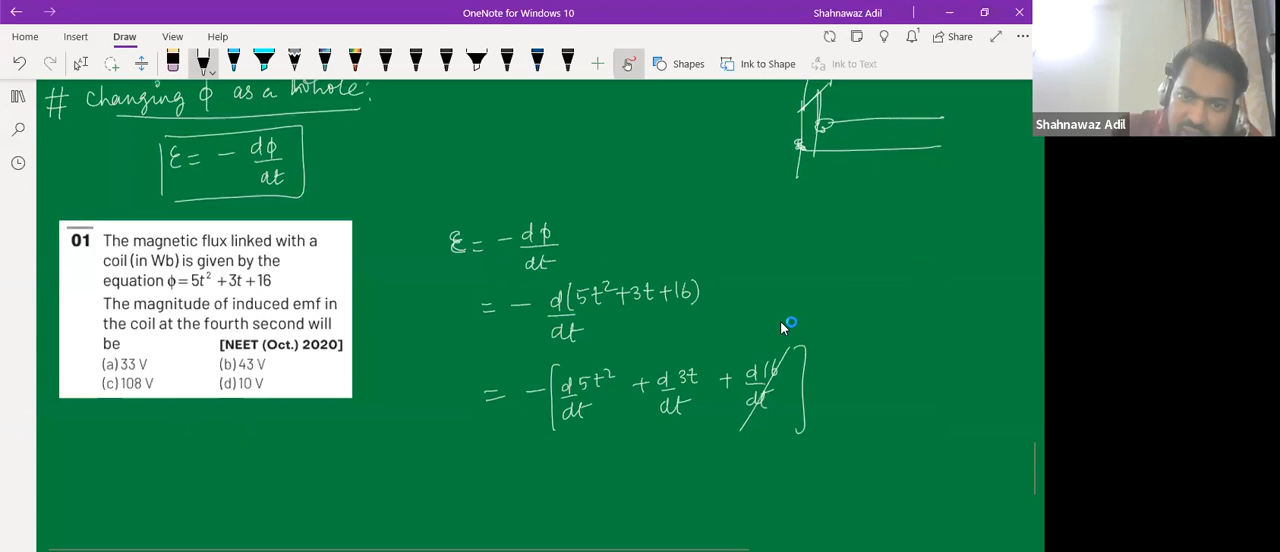 OneNote for Windows 10
Shahnawaz Adil
Home Insert Draw View Help
Share
Shapes Ink to Shape Ink to Text
# Changing ϕ as a whole:
Ɛ = - dϕ/dt
Shahnawaz Adil
01 The magnetic flux linked with a
coil (in Wb) is given by the
equation ϕ = 5t² + 3t + 16
The magnitude of induced emf in
the coil at the fourth second will
be [NEET (Oct.) 2020]
(a) 33 V (b) 43 V
(c) 108 V (d) 10 V
Ɛ = - dϕ/dt
= - d/dt (5t² + 3t + 16)
= - [d/dt 5t² + d/dt 3t + d/dt 16]